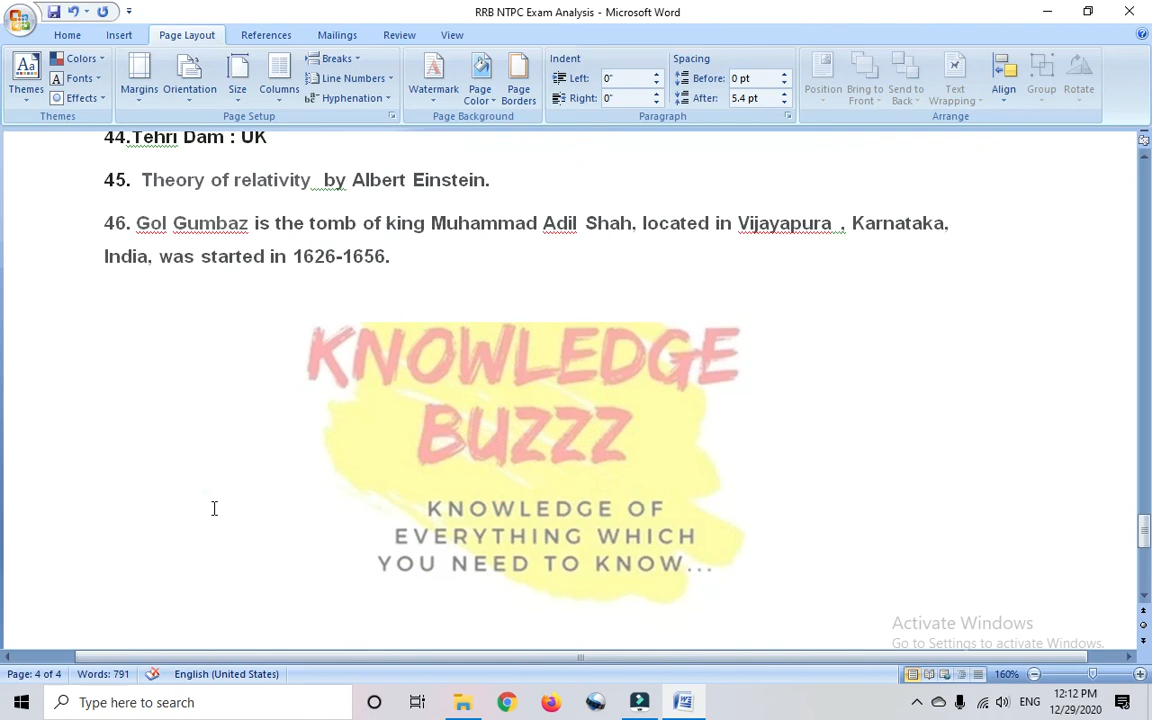 RRB NTPC Exam Analysis - Microsoft Word
Home Insert Page Layout References Mailings Review View
Themes
Colors
Fonts
Effects
Themes
Margins Orientation Size Columns
Breaks
Line Numbers
Hyphenation
Page Setup
Watermark Page Color Page Borders
Page Background
Indent
Left: 0"
Right: 0"
Spacing
Before: 0 pt
After: 5.4 pt
Paragraph
Position Bring to Front Send to Back Text Wrapping Align Group Rotate
Arrange
44.Tehri Dam : UK
45. Theory of relativity by Albert Einstein.
46. Gol Gumbaz is the tomb of king Muhammad Adil Shah, located in Vijayapura , Karnataka,
India, was started in 1626-1656.
KNOWLEDGE
BUZZZ
KNOWLEDGE OF
EVERYTHING WHICH
YOU NEED TO KNOW...
Activate Windows
Go to Settings to activate Windows.
Page: 4 of 4 Words: 791 English (United States) 160%
Type here to search
ENG
12:12 PM
12/29/2020